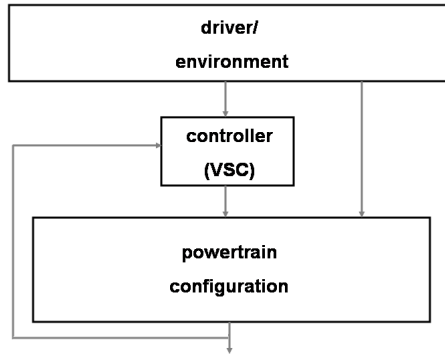 driver/
environment
controller
(VSC)
powertrain
configuration